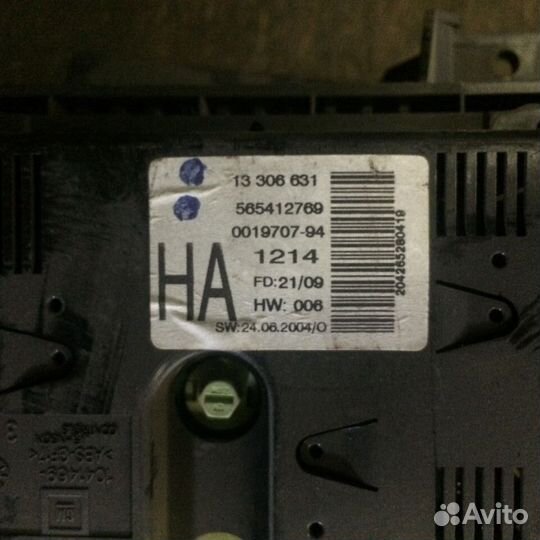 13 306 631
565412769
0019707-94
1214
HA
FD:21/09
HW: 006
SW:24.06.2004/O
204265280419
GM
Avito